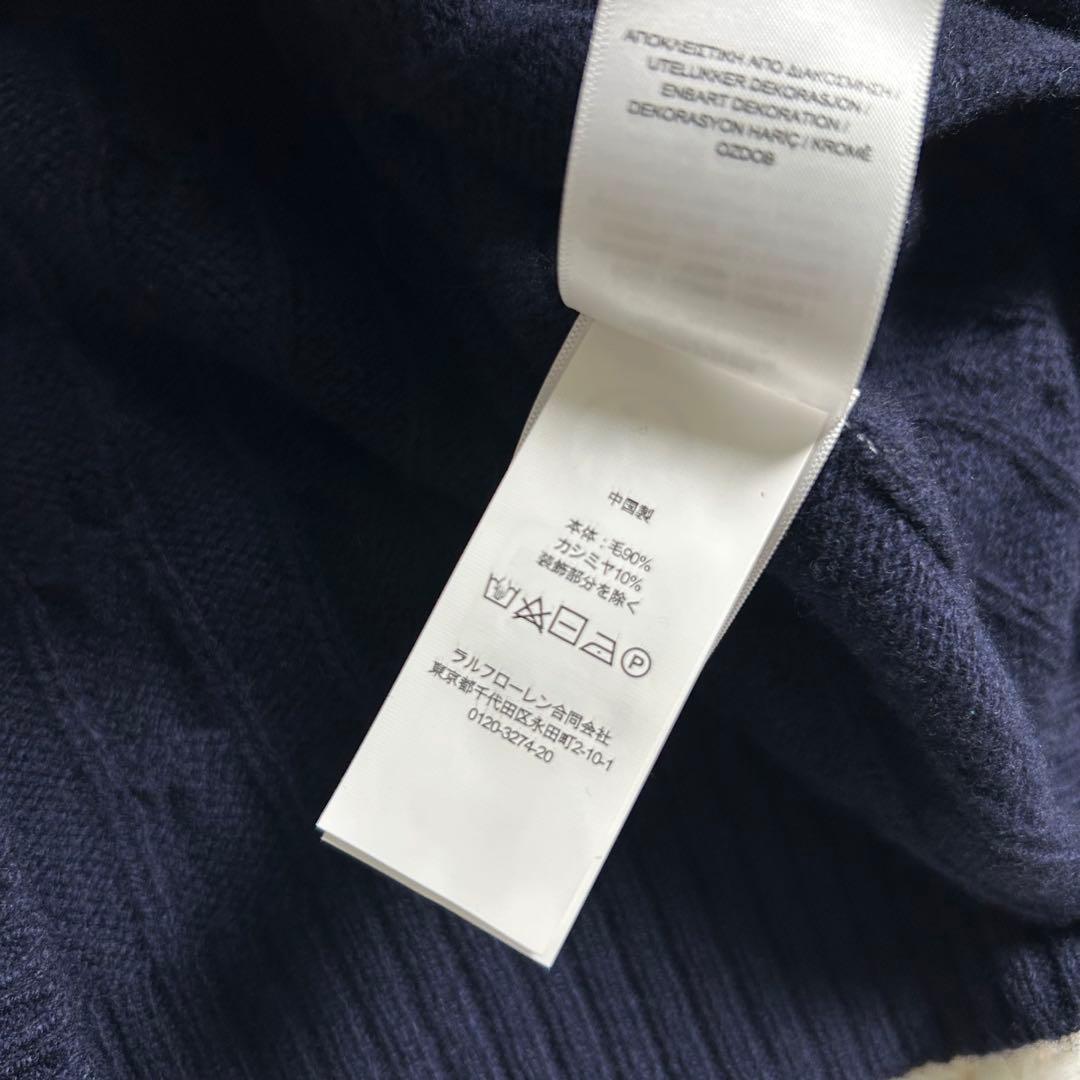 ΑΠΟΚΛΕΙΣΤΙΚΗ ΑΠΟ ΔΙΑΚΟΣΜΗΣΗ /
UTELUKKER DEKORASJON /
ENBART DEKORATION /
DEKORASYON HARİÇ / KROMĚ
OZDOB
中国製
本体：毛90%
カシミヤ10%
装飾部分を除く
P
ラルフローレン合同会社
東京都千代田区永田町2-10-1
0120-3274-20